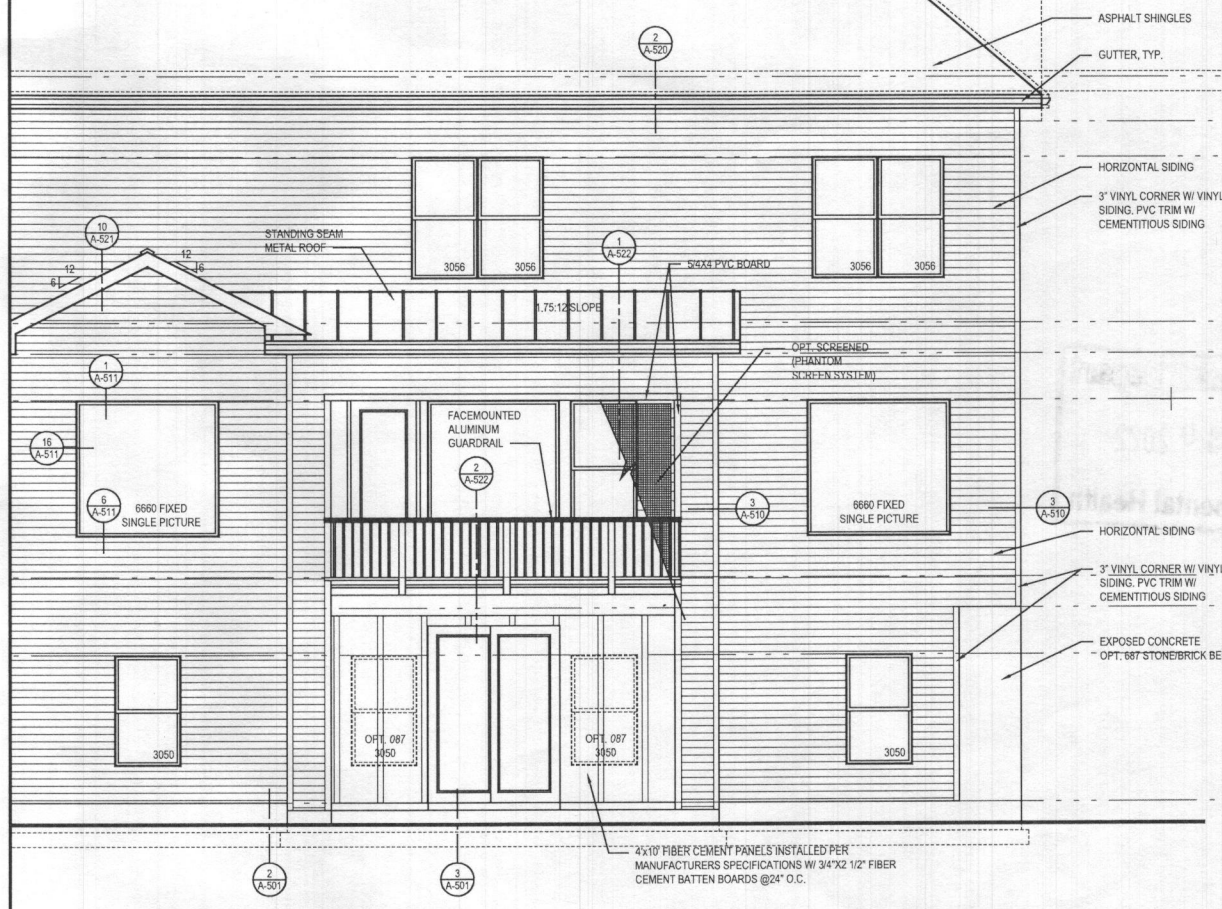 ASPHALT SHINGLES
2
A-520
GUTTER, TYP.
HORIZONTAL SIDING
3" VINYL CORNER W/ VINYL
SIDING. PVC TRIM W/
CEMENTITIOUS SIDING
10
A-521
STANDING SEAM
METAL ROOF
1
A-522
12
6
12
6
3056
3056
5/4X4 PVC BOARD
3056
3056
1.75:12 SLOPE
OPT. SCREENED
(PHANTOM
SCREEN SYSTEM)
1
A-511
FACEMOUNTED
ALUMINUM
GUARDRAIL
16
A-511
2
A-522
6
A-511
6660 FIXED
SINGLE PICTURE
3
A-510
6660 FIXED
SINGLE PICTURE
3
A-510
HORIZONTAL SIDING
3" VINYL CORNER W/ VINYL
SIDING. PVC TRIM W/
CEMENTITIOUS SIDING
EXPOSED CONCRETE
OPT. 687 STONE/BRICK BE
3050
OPT. 087
3050
OPT. 087
3050
3050
4'x10' FIBER CEMENT PANELS INSTALLED PER
MANUFACTURERS SPECIFICATIONS W/ 3/4"X2 1/2" FIBER
CEMENT BATTEN BOARDS @24" O.C.
2
A-501
3
A-501